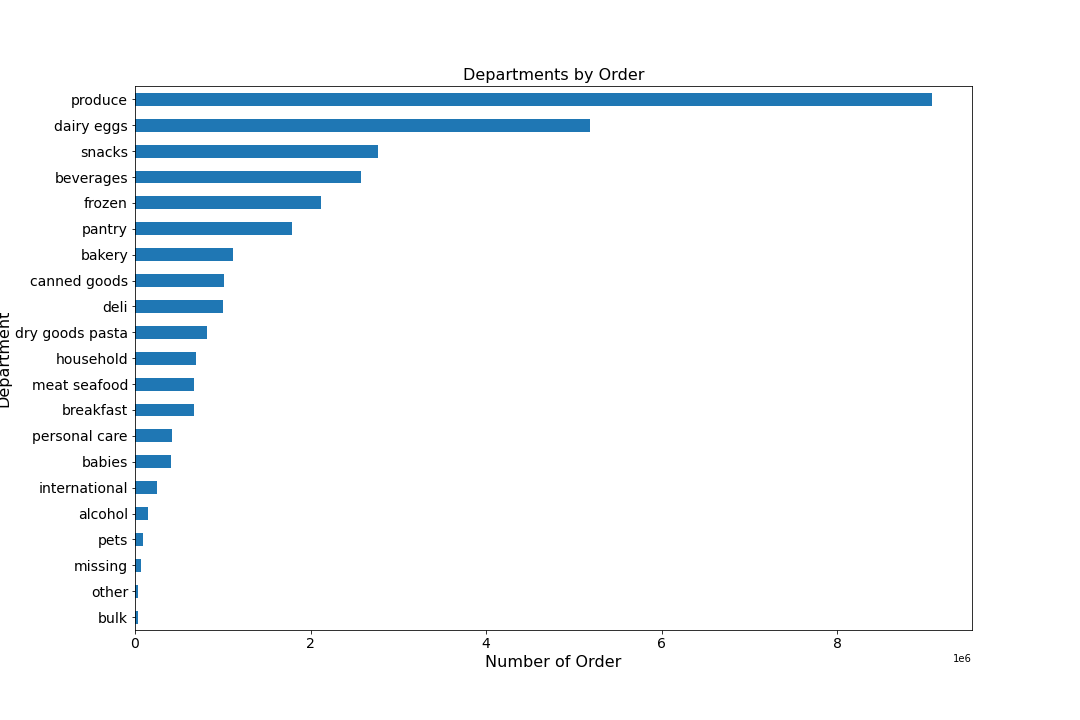 Departments by Order
Department
produce
dairy eggs
snacks
beverages
frozen
pantry
bakery
canned goods
deli
dry goods pasta
household
meat seafood
breakfast
personal care
babies
international
alcohol
pets
missing
other
bulk
0 2 4 6 8
1e6
Number of Order